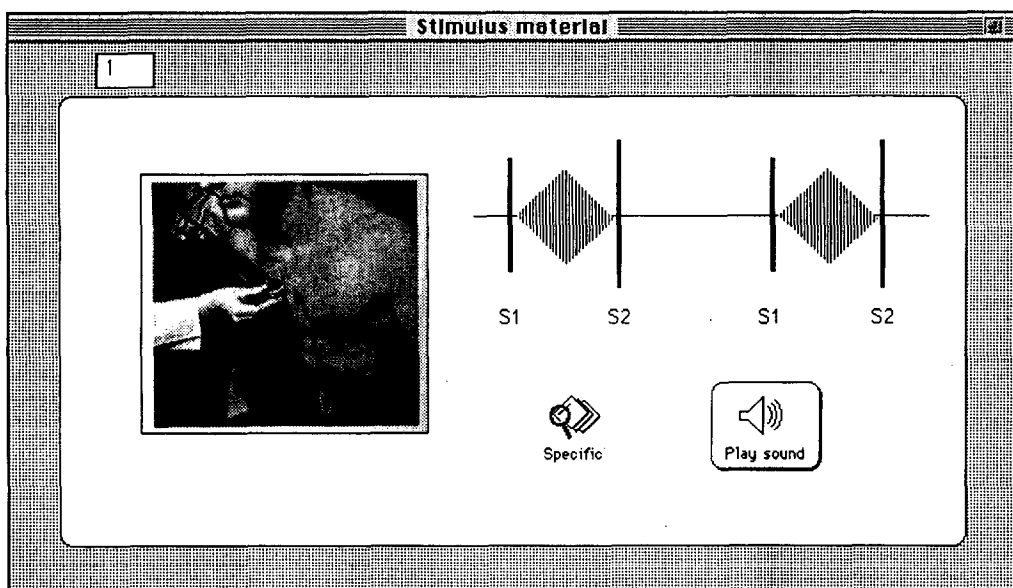 Stimulus material
1
S1 S2 S1 S2
Specific
Play sound